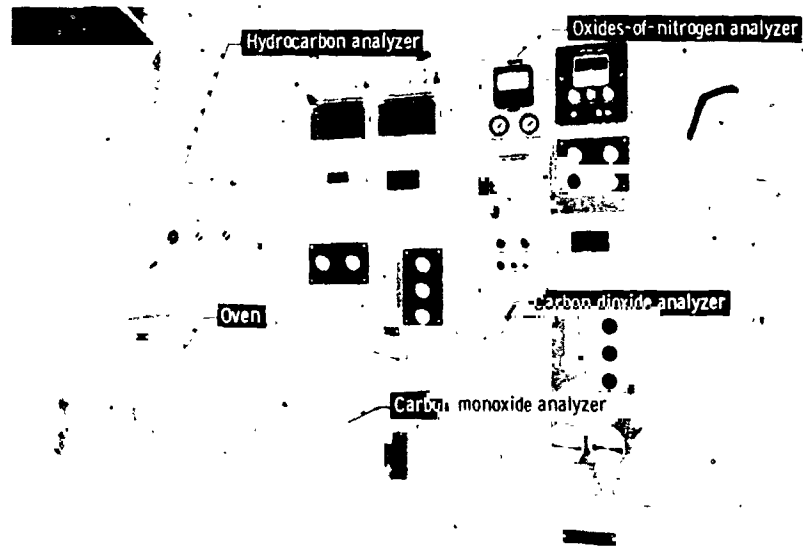 Oxides-of-nitrogen analyzer
Hydrocarbon analyzer
Carbon dioxide analyzer
Oven
Carbon monoxide analyzer